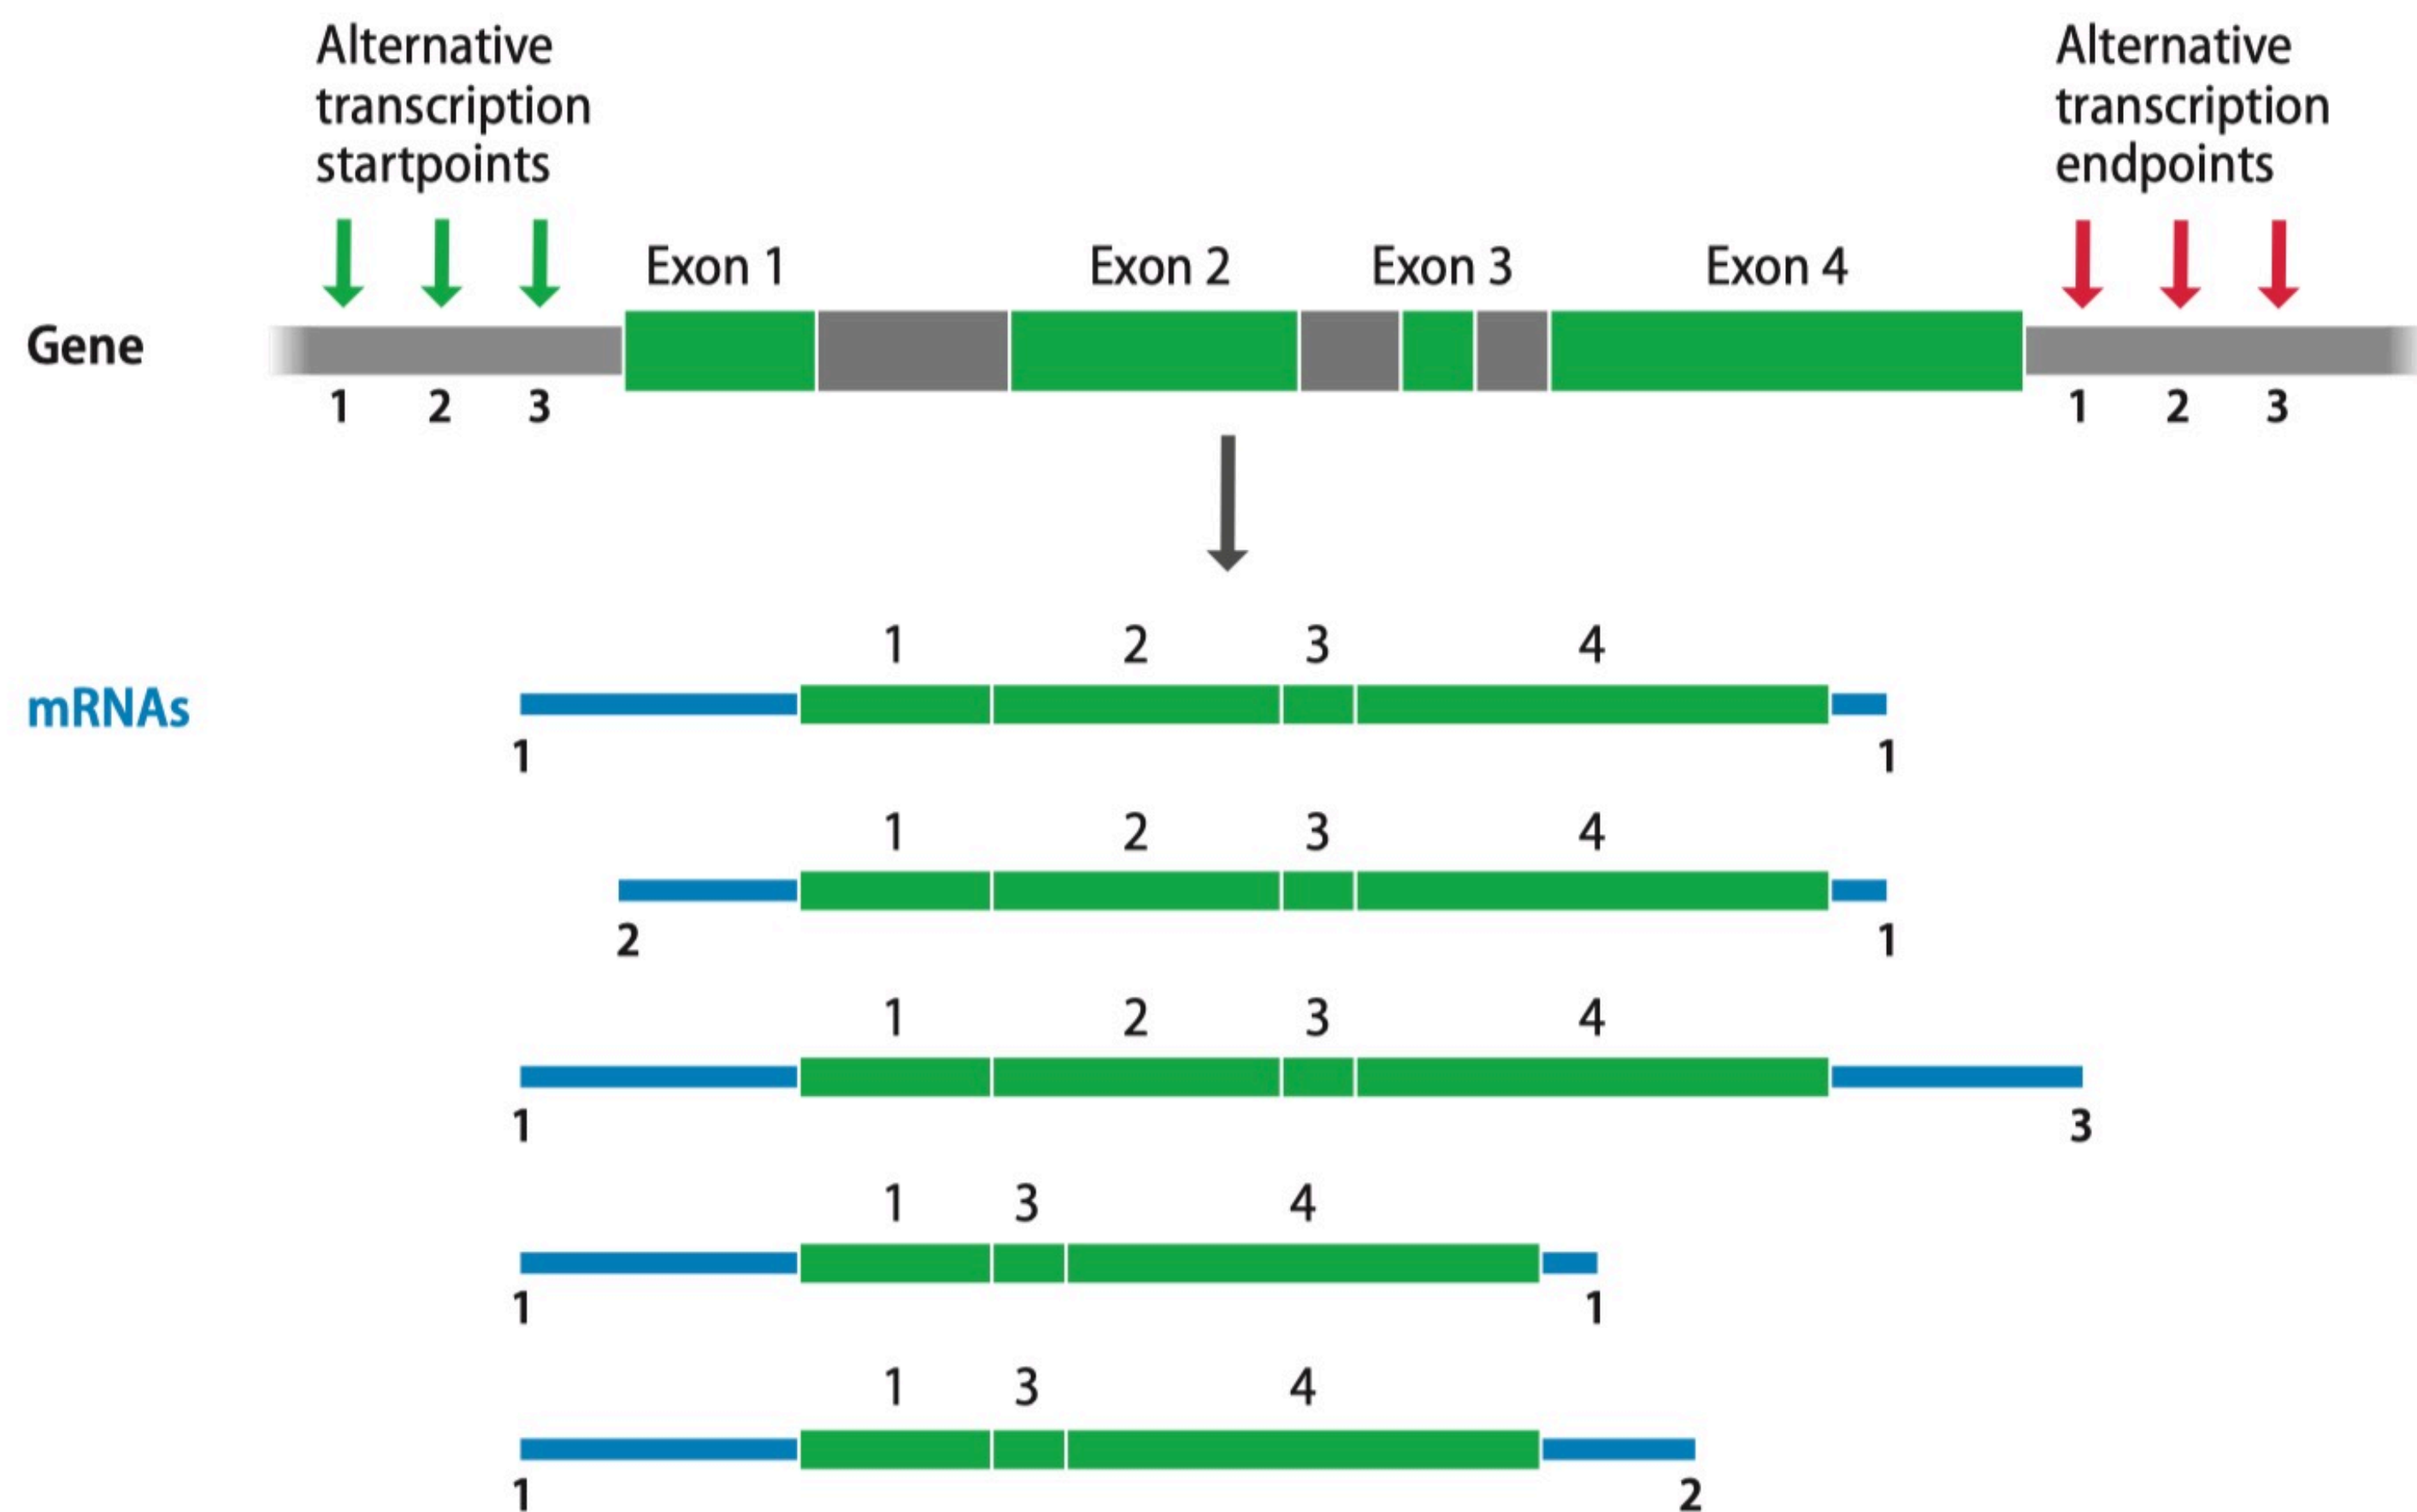 Alternative
transcription
startpoints
Alternative
transcription
endpoints
Exon 1 Exon 2 Exon 3 Exon 4
Gene
1 2 3 1 2 3
1 2 3 4
mRNAs
1 1
1 2 3 4
2 1
1 2 3 4
1 3
1 3 4
1 1
1 3 4
1 2